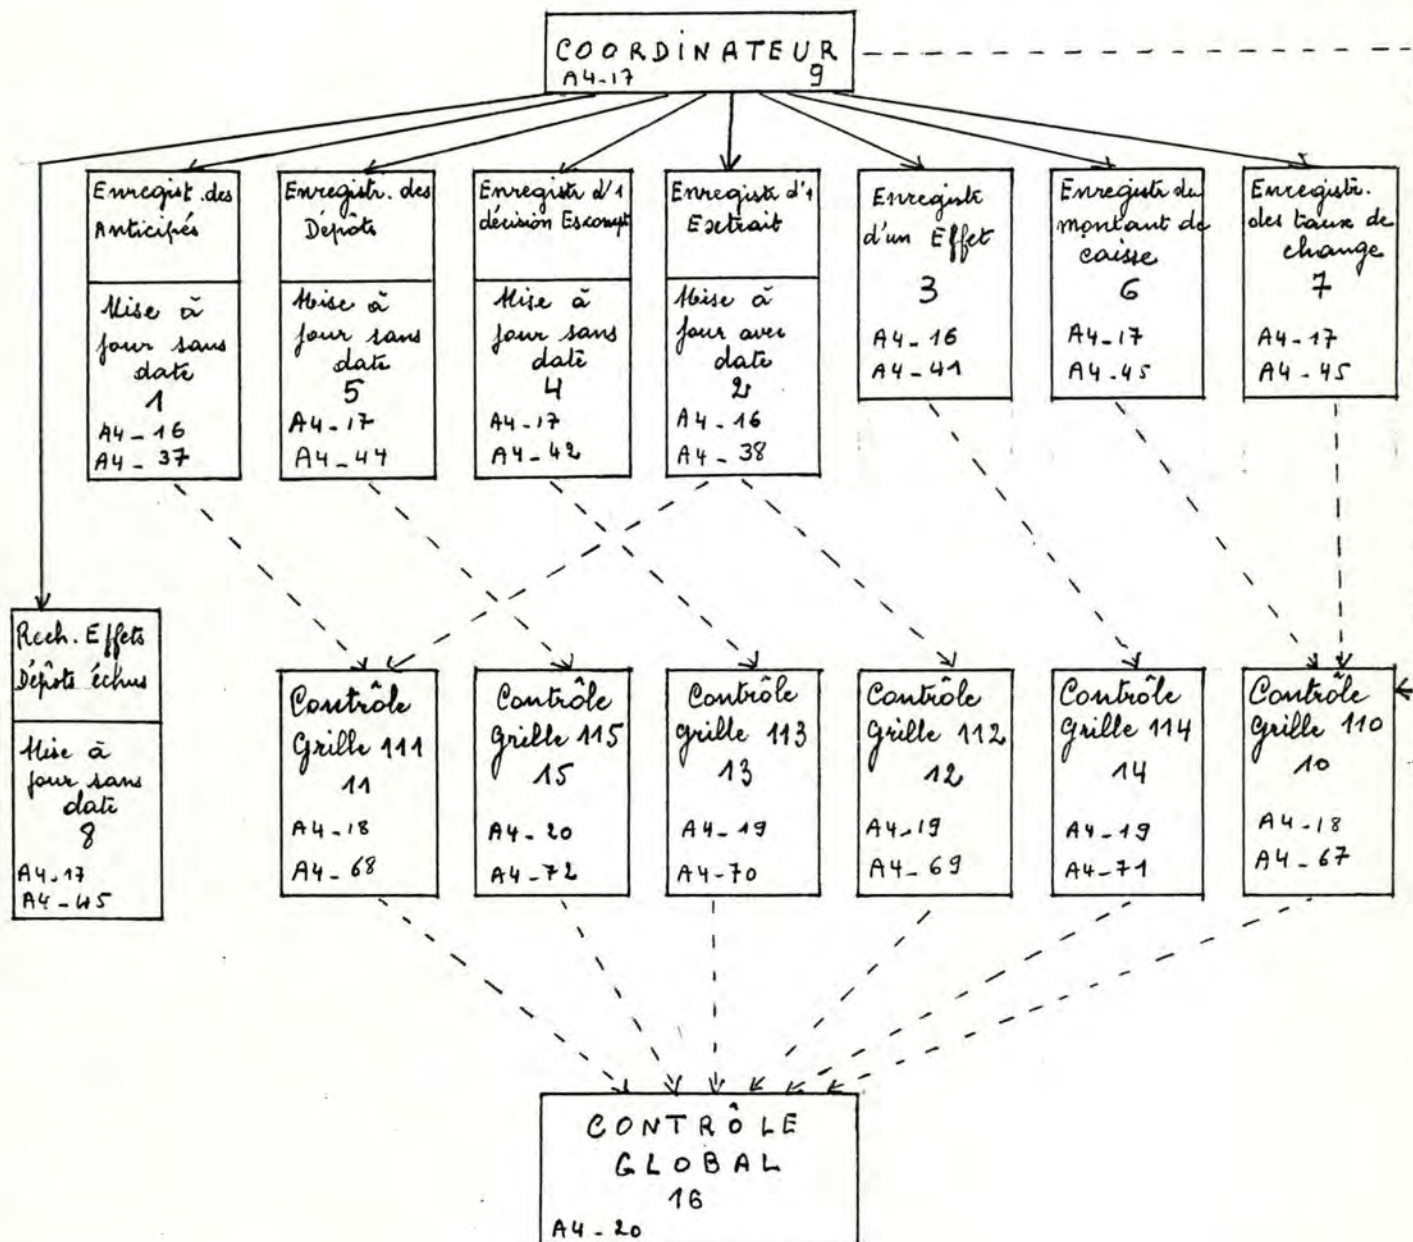 COORDINATEUR
A4-17 9
Enregist. des
Anticipés
Mise à
jour sans
date
1
A4-16
A4-37
Enregistr. des
Dépôts
Mise à
jour sans
date
5
A4-17
A4-44
Enregistr d'1
décision Escompt
Mise à
jour sans
date
4
A4-17
A4-42
Enregistr d'1
Extrait
Mise à
jour avec
date
2
A4-16
A4-38
Enregistr
d'un Effet
3
A4-16
A4-41
Enregistr du
montant de
caisse
6
A4-17
A4-45
Enregistr.
des taux de
change
7
A4-17
A4-45
Rech. Effets
Dépôts échus
Mise à
jour sans
date
8
A4-17
A4-45
Contrôle
Grille 111
11
A4-18
A4-68
Contrôle
Grille 115
15
A4-20
A4-72
Contrôle
Grille 113
13
A4-19
A4-70
Contrôle
Grille 112
12
A4-19
A4-69
Contrôle
Grille 114
14
A4-19
A4-71
Contrôle
Grille 110
10
A4-18
A4-67
CONTRÔLE
GLOBAL
16
A4-20